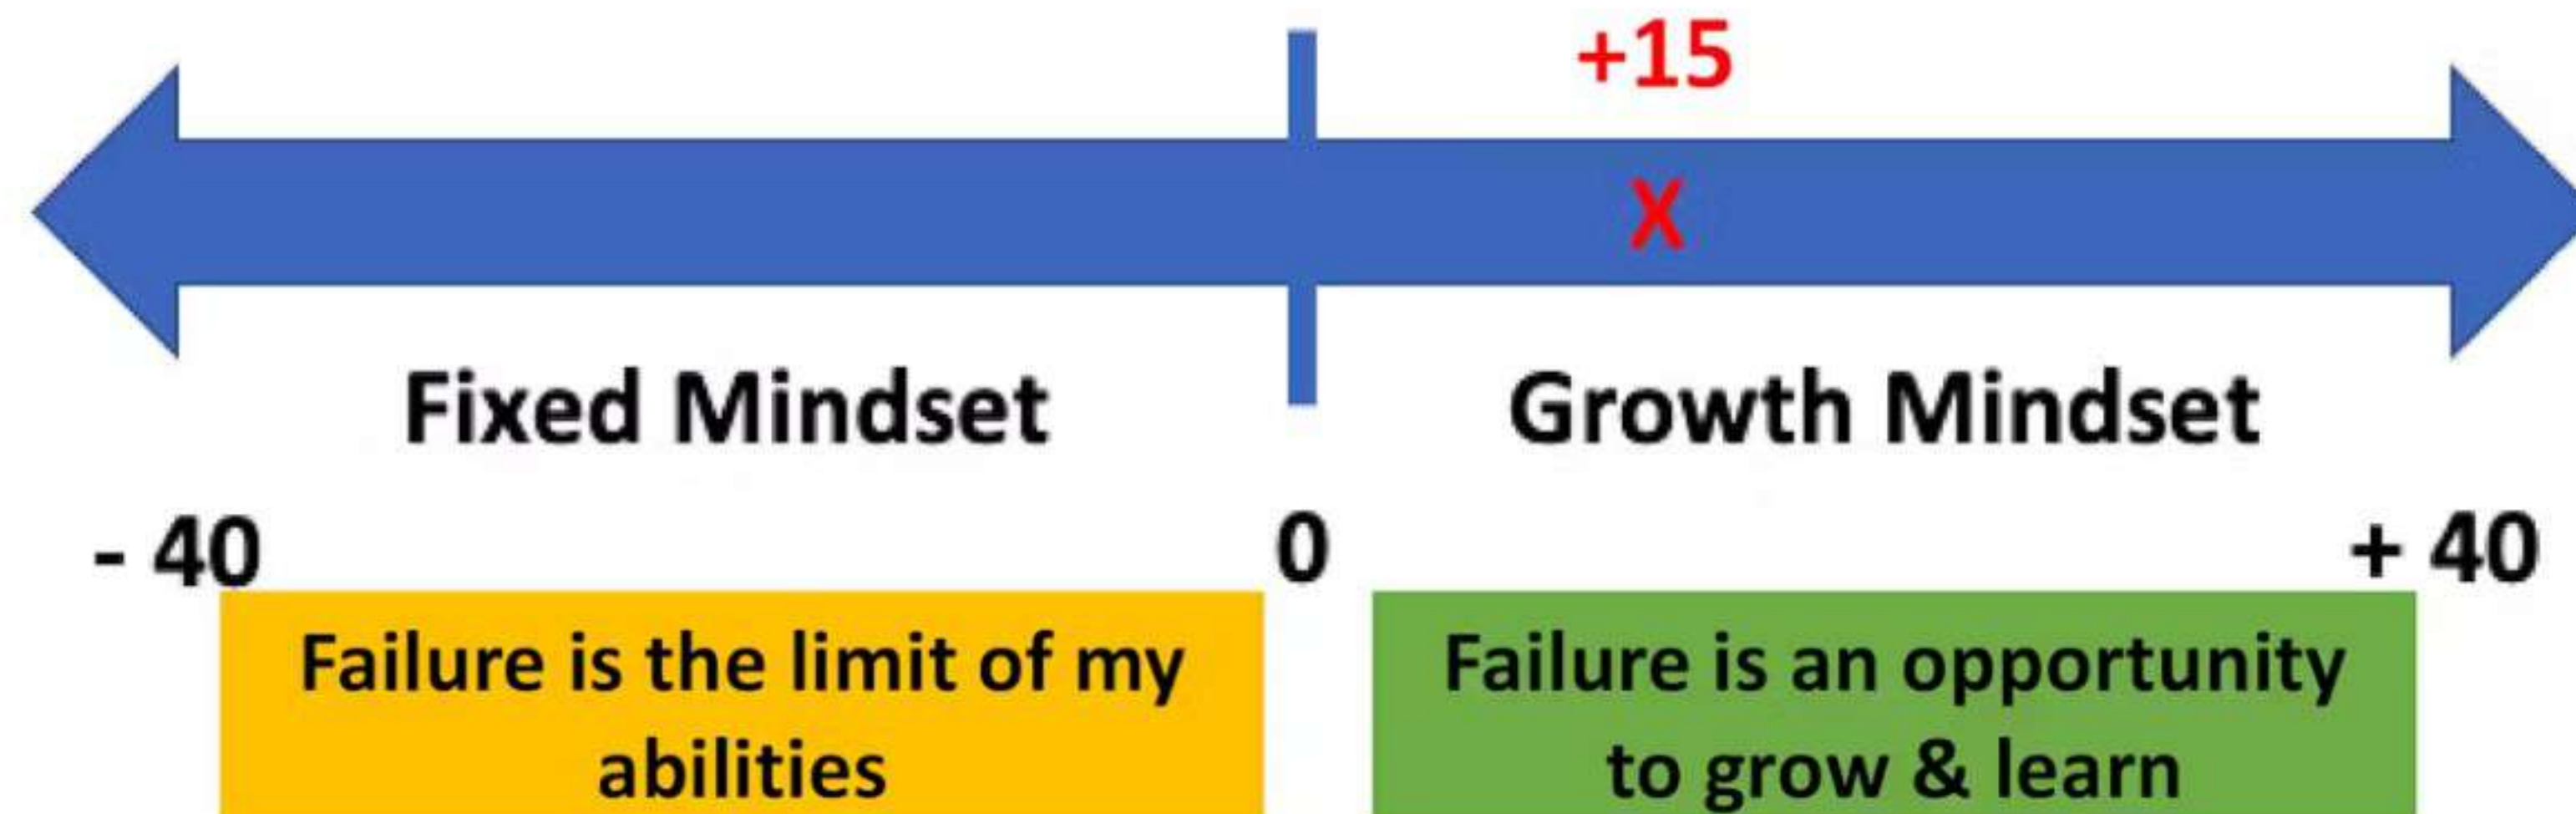 +15
X
Fixed Mindset
Growth Mindset
- 40
0
+ 40
Failure is the limit of my
abilities
Failure is an opportunity
to grow & learn